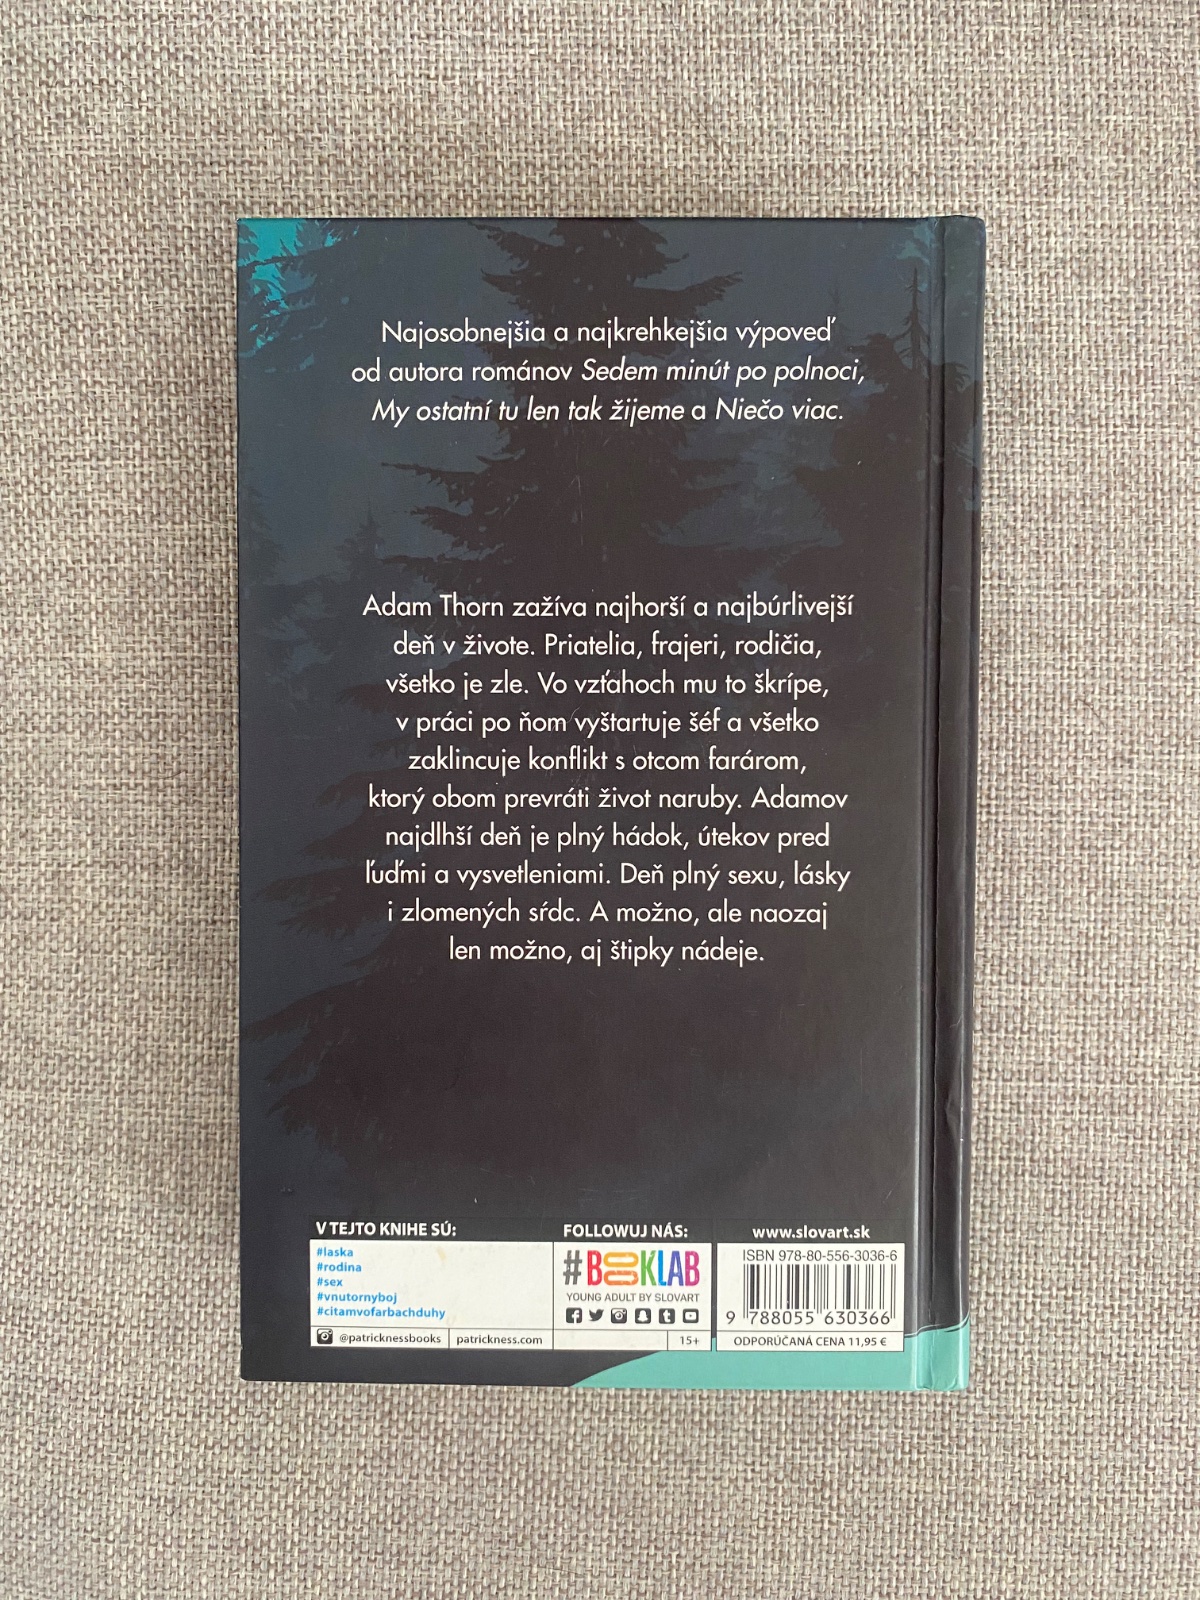 Najosobnejšia a najkrehkejšia výpoveď
od autora románov Sedem minút po polnoci,
My ostatní tu len tak žijeme a Niečo viac.
Adam Thorn zažíva najhorší a najbúrlivejší
deň v živote. Priatelia, frajeri, rodičia,
všetko je zle. Vo vzťahoch mu to škrípe,
v práci po ňom vyštartuje šéf a všetko
zaklincuje konflikt s otcom farárom,
ktorý obom prevráti život naruby. Adamov
najdlhší deň je plný hádok, útekov pred
ľuďmi a vysvetleniami. Deň plný sexu, lásky
i zlomených sŕdc. A možno, ale naozaj
len možno, aj štipky nádeje.
V TEJTO KNIHE SÚ:
#laska
#rodina
#sex
#vnutornyboj
#citamvofarbachduhy
@patricknessbooks
patrickness.com
FOLLOWUJ NÁS:
#BOOKLAB
YOUNG ADULT BY SLOVART
15+
www.slovart.sk
ISBN 978-80-556-3036-6
9 788055 630366
ODPORÚČANÁ CENA 11,95 €